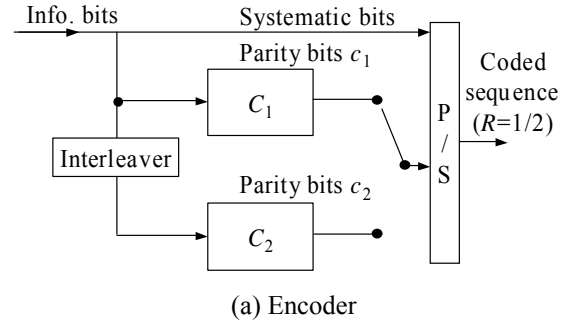 Info. bits
Systematic bits
Parity bits c1
C1
Interleaver
Parity bits c2
C2
P
/
S
Coded
sequence
(R=1/2)
(a) Encoder